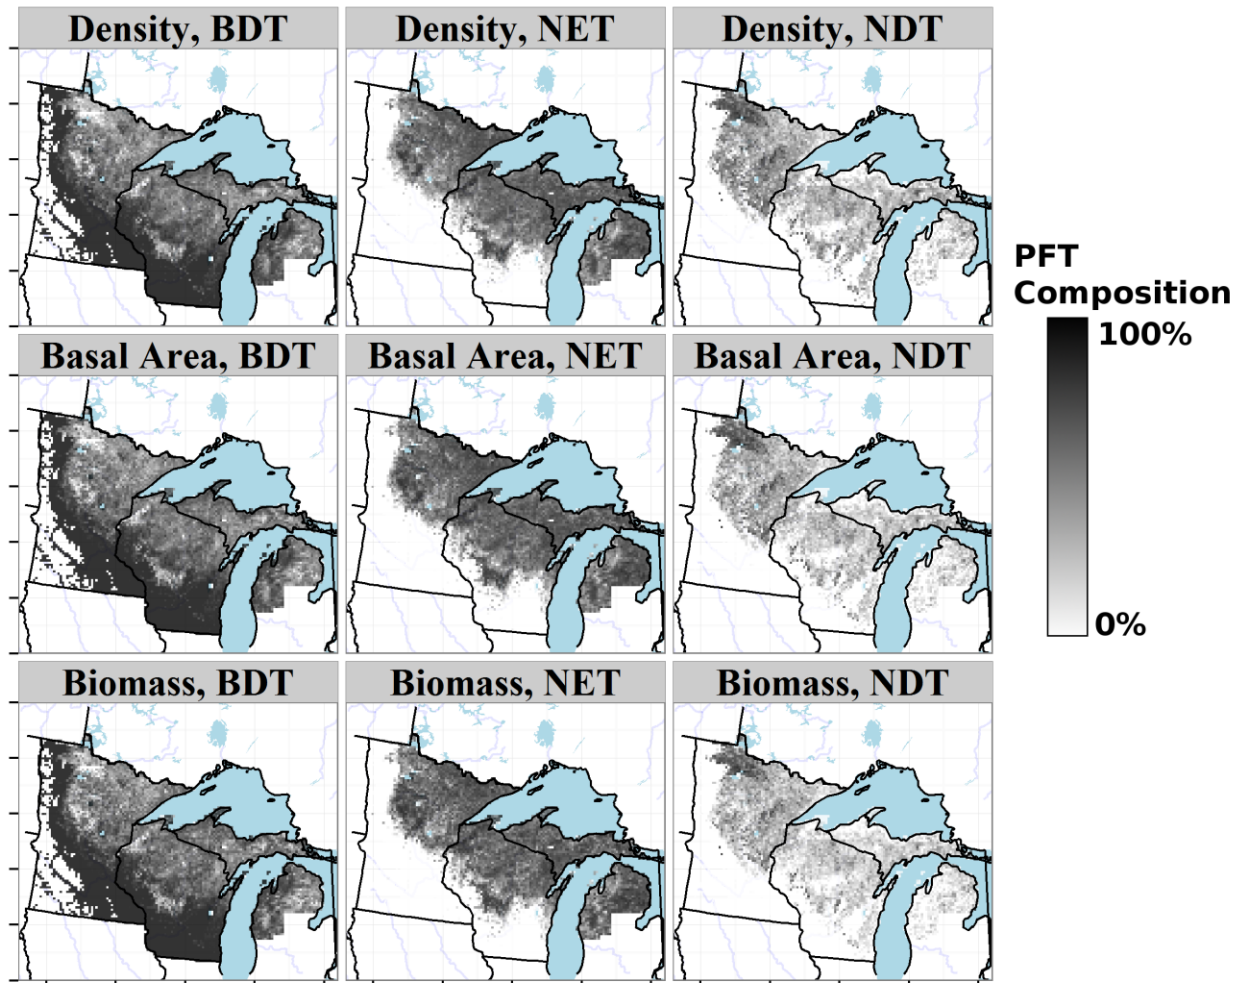 Density, BDT
Density, NET
Density, NDT
Basal Area, BDT
Basal Area, NET
Basal Area, NDT
Biomass, BDT
Biomass, NET
Biomass, NDT
PFT
Composition
100%
0%